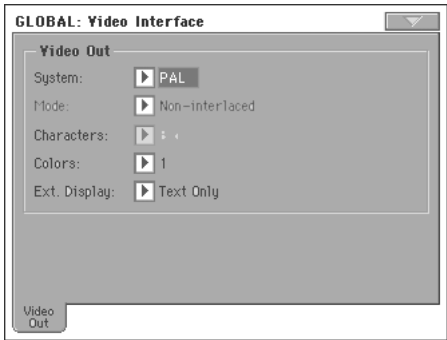 GLOBAL: Video Interface
Video Out
System: PAL
Mode: Non-interlaced
Characters:
Colors: 1
Ext. Display: Text Only
Video
Out